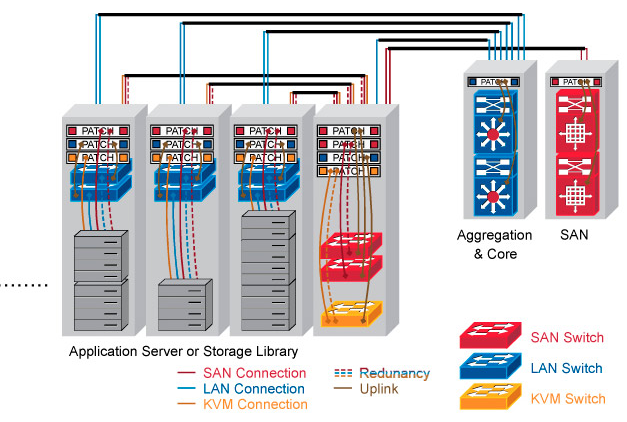 PATCH PATCH PATCH PATCH PATCH PATCH
PATCH PATCH PATCH PATCH
PATCH PATCH PATCH PATCH
PATCH
Aggregation SAN
& Core
Application Server or Storage Library
SAN Connection Redunancy
LAN Connection Uplink
KVM Connection
SAN Switch
LAN Switch
KVM Switch